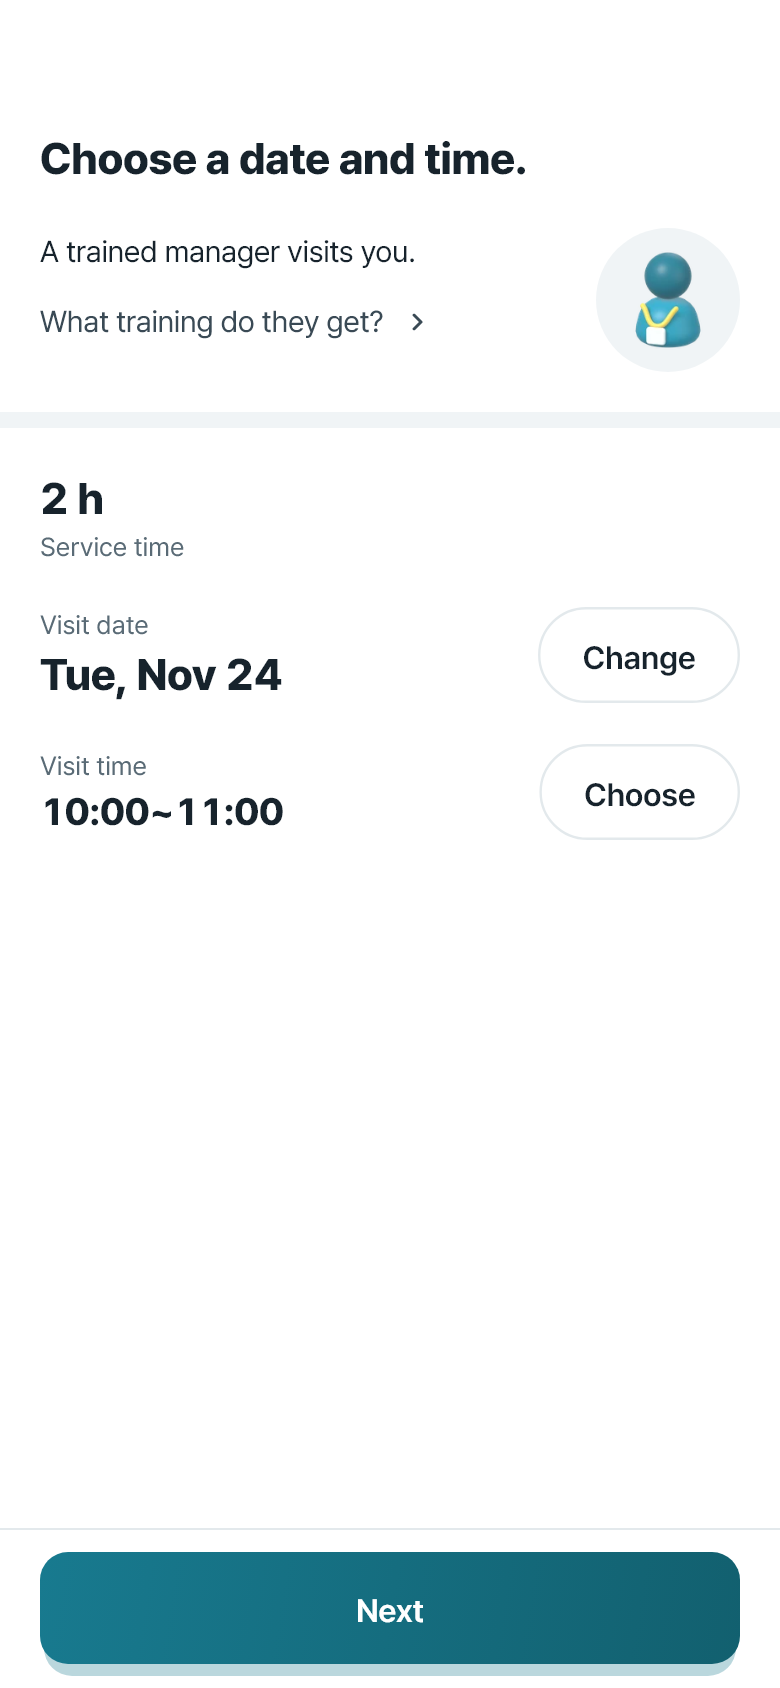 Choose a date and time.
A trained manager visits you.
What training do they get?
2 h
Service time
Visit date
Tue, Nov 24
Change
Visit time
10:00~11:00
Choose
Next